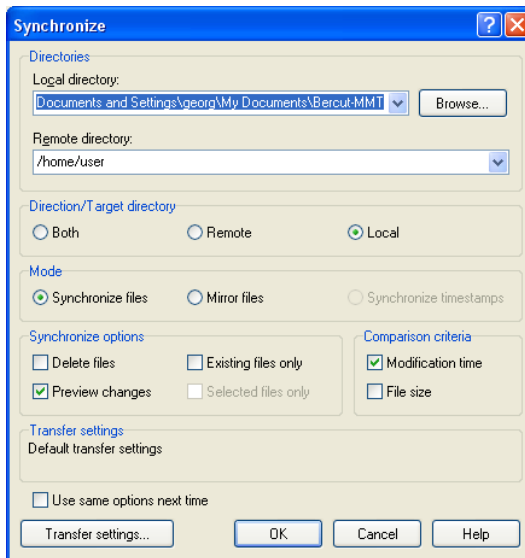 Synchronize
Directories
Local directory:
Documents and Settings\georg\My Documents\Bercut-MMT
Browse...
Remote directory:
/home/user
Direction/Target directory
Both Remote Local
Mode
Synchronize files Mirror files Synchronize timestamps
Synchronize options Comparison criteria
Delete files Existing files only Modification time
Preview changes Selected files only File size
Transfer settings
Default transfer settings
Use same options next time
Transfer settings... OK Cancel Help